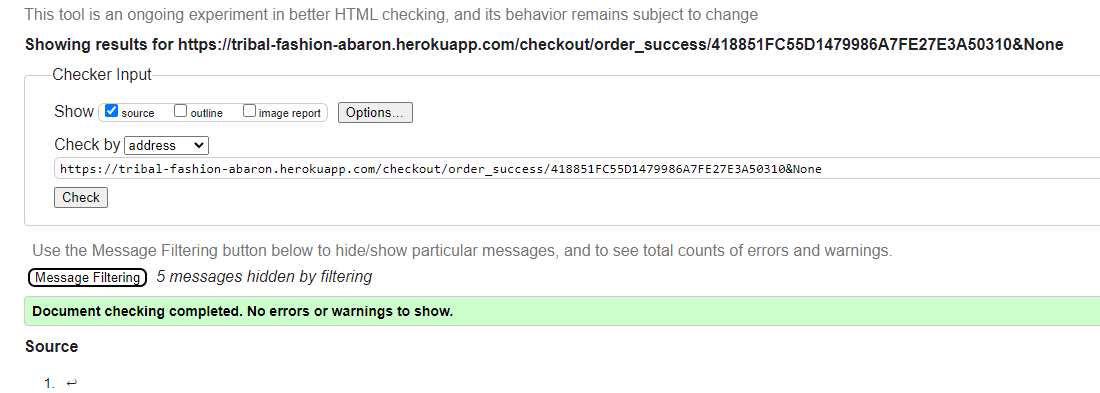 This tool is an ongoing experiment in better HTML checking, and its behavior remains subject to change
Showing results for https://tribal-fashion-abaron.herokuapp.com/checkout/order_success/418851FC55D1479986A7FE27E3A50310&None
Checker Input
Show source outline image report Options...
Check by address
https://tribal-fashion-abaron.herokuapp.com/checkout/order_success/418851FC55D1479986A7FE27E3A50310&None
Check
Use the Message Filtering button below to hide/show particular messages, and to see total counts of errors and warnings.
Message Filtering 5 messages hidden by filtering
Document checking completed. No errors or warnings to show.
Source
1. ↩